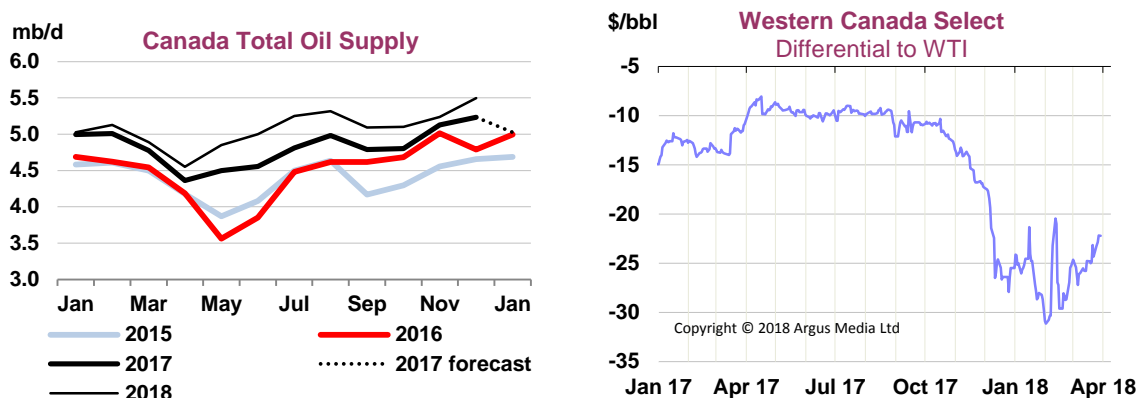 mb/d
Canada Total Oil Supply
6.0
5.5
5.0
4.5
4.0
3.5
3.0
Jan Mar May Jul Sep Nov Jan
2015 2016
2017 2017 forecast
2018
$/bbl
Western Canada Select
Differential to WTI
-5
-10
-15
-20
-25
-30
-35
Copyright © 2018 Argus Media Ltd
Jan 17 Apr 17 Jul 17 Oct 17 Jan 18 Apr 18